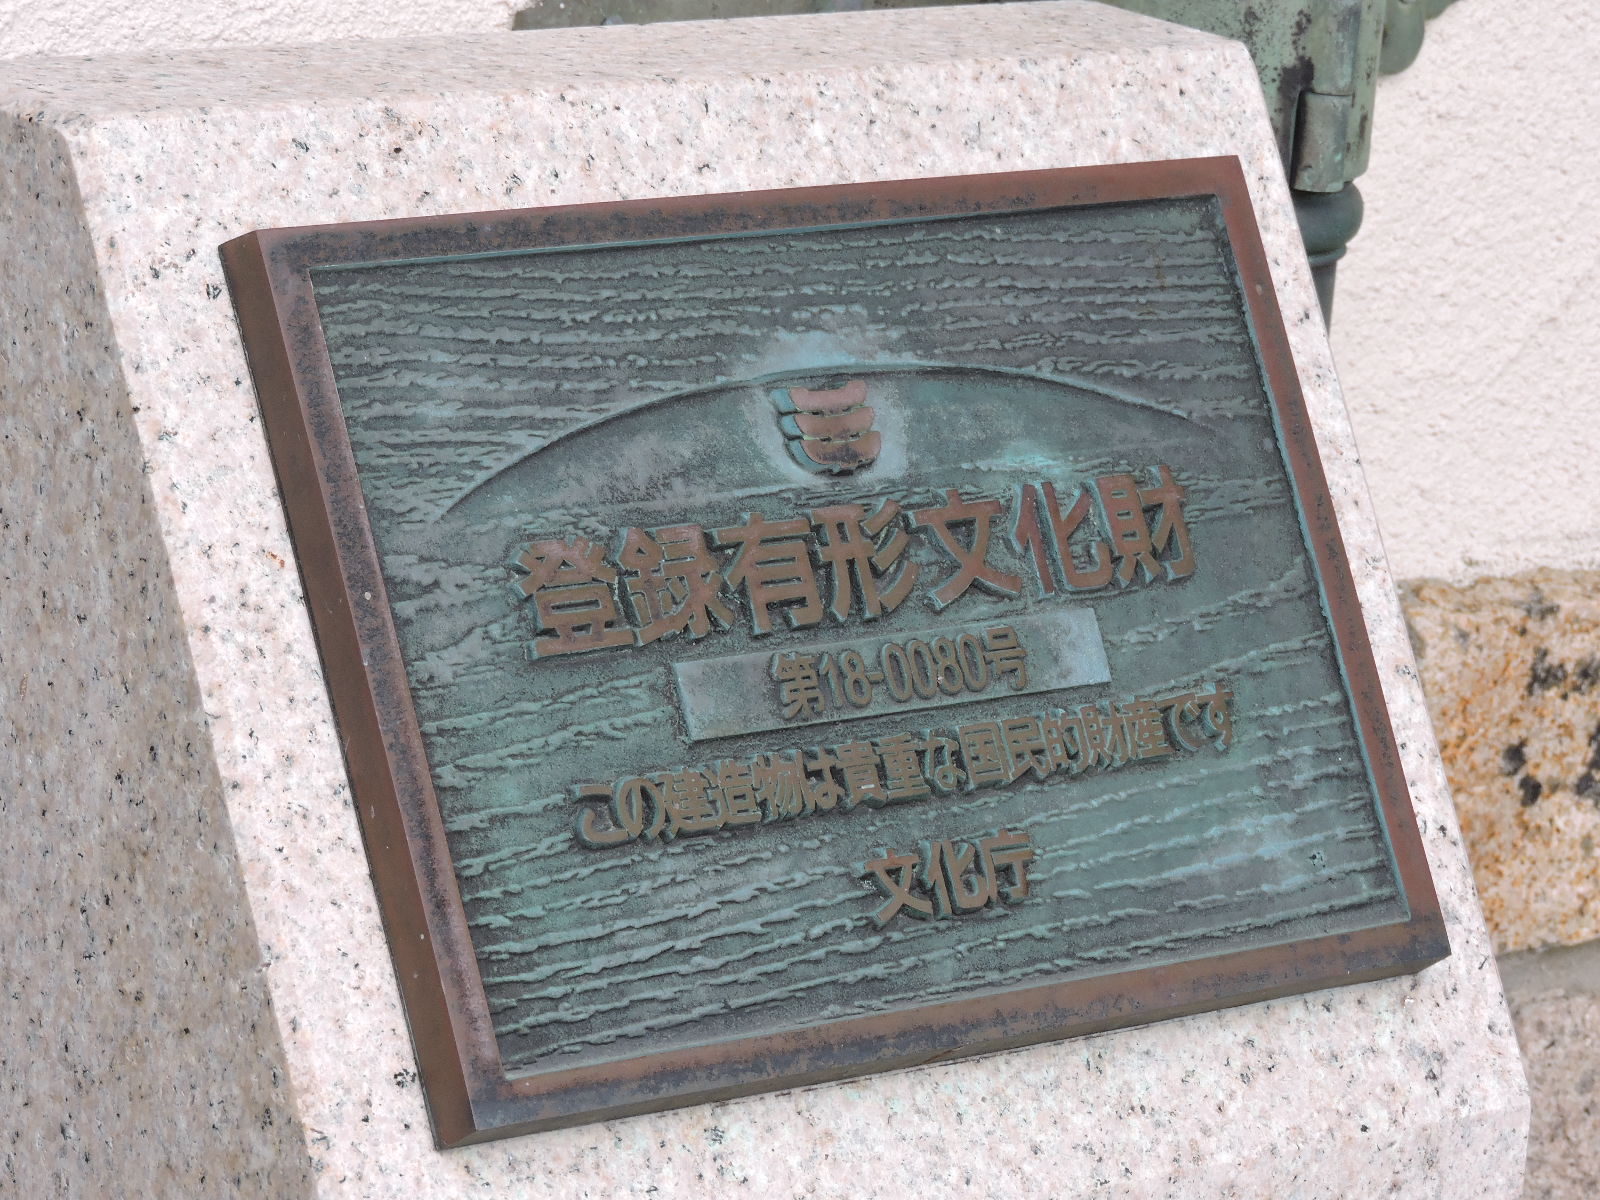 登録有形文化財
第18-0080号
この建造物は貴重な国民的財産です
文化庁